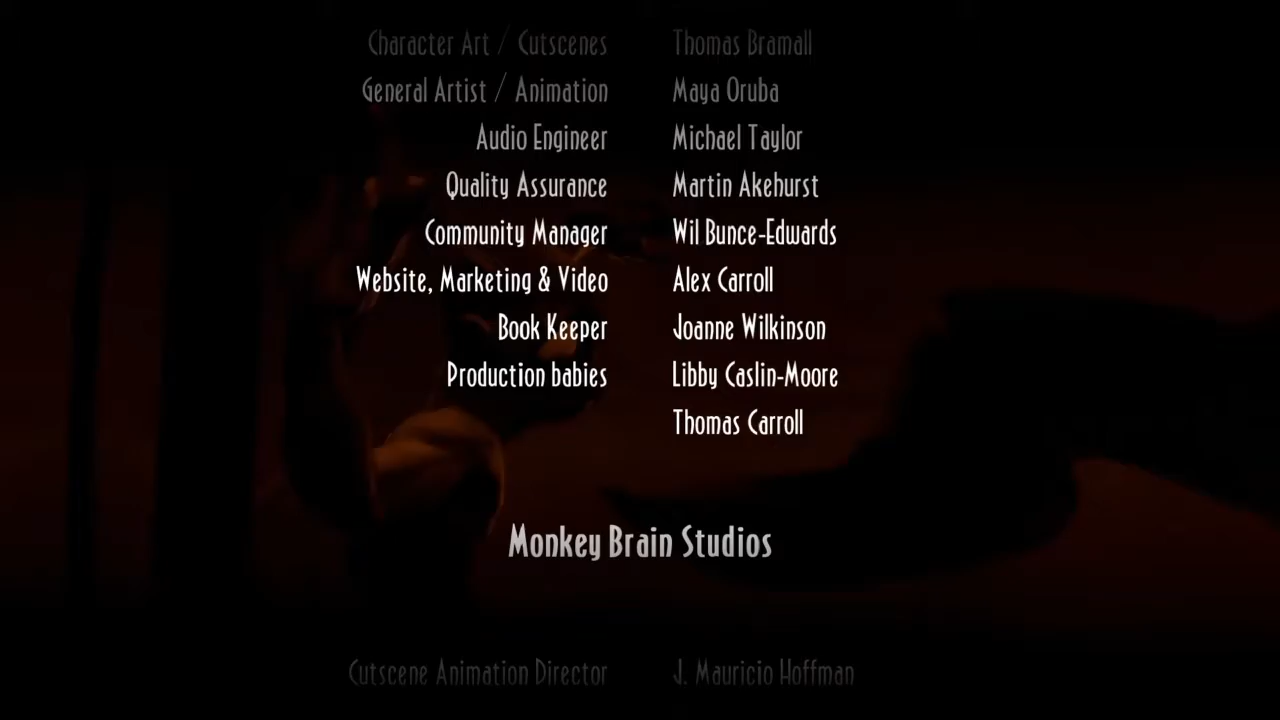 Character Art / Cutscenes Thomas Bramall
General Artist / Animation Maya Oruba
Audio Engineer Michael Taylor
Quality Assurance Martin Akehurst
Community Manager Wil Bunce-Edwards
Website, Marketing & Video Alex Carroll
Book Keeper Joanne Wilkinson
Production babies Libby Caslin-Moore
Thomas Carroll
Monkey Brain Studios
Cutscene Animation Director J. Mauricio Hoffman